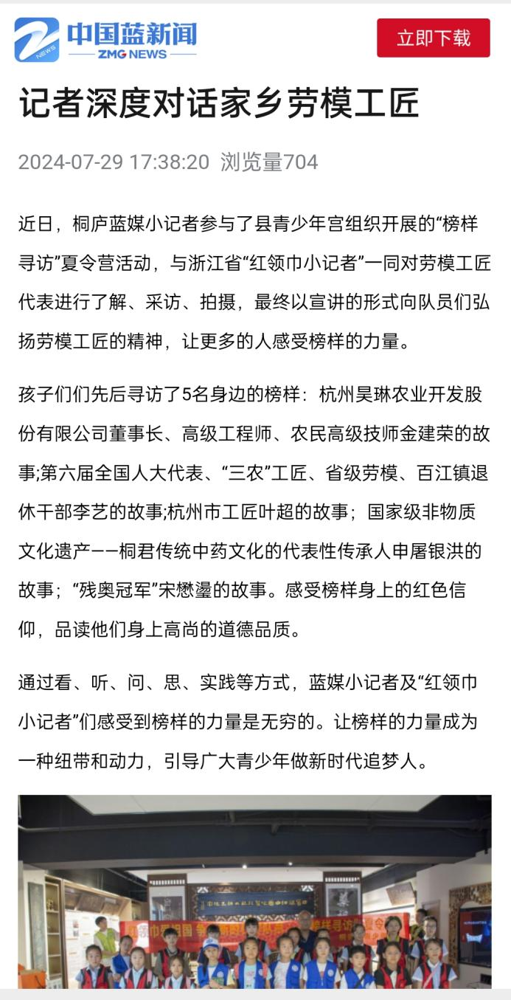 中国蓝新闻
ZMG NEWS
NEWS
立即下载
记者深度对话家乡劳模工匠
2024-07-29 17:38:20 浏览量704
近日，桐庐蓝媒小记者参与了县青少年宫组织开展的“榜样
寻访”夏令营活动，与浙江省“红领巾小记者”一同对劳模工匠
代表进行了解、采访、拍摄，最终以宣讲的形式向队员们弘
扬劳模工匠的精神，让更多的人感受榜样的力量。
孩子们们先后寻访了5名身边的榜样：杭州昊琳农业开发股
份有限公司董事长、高级工程师、农民高级技师金建荣的故
事;第六届全国人大代表、“三农”工匠、省级劳模、百江镇退
休干部李艺的故事;杭州市工匠叶超的故事；国家级非物质
文化遗产——桐君传统中药文化的代表性传承人申屠银洪的
故事；“残奥冠军”宋懋鎏的故事。感受榜样身上的红色信
仰，品读他们身上高尚的道德品质。
通过看、听、问、思、实践等方式，蓝媒小记者及“红领巾
小记者”们感受到榜样的力量是无穷的。让榜样的力量成为
一种纽带和动力，引导广大青少年做新时代追梦人。
红领巾爱祖国 争 榜样寻访 夏令